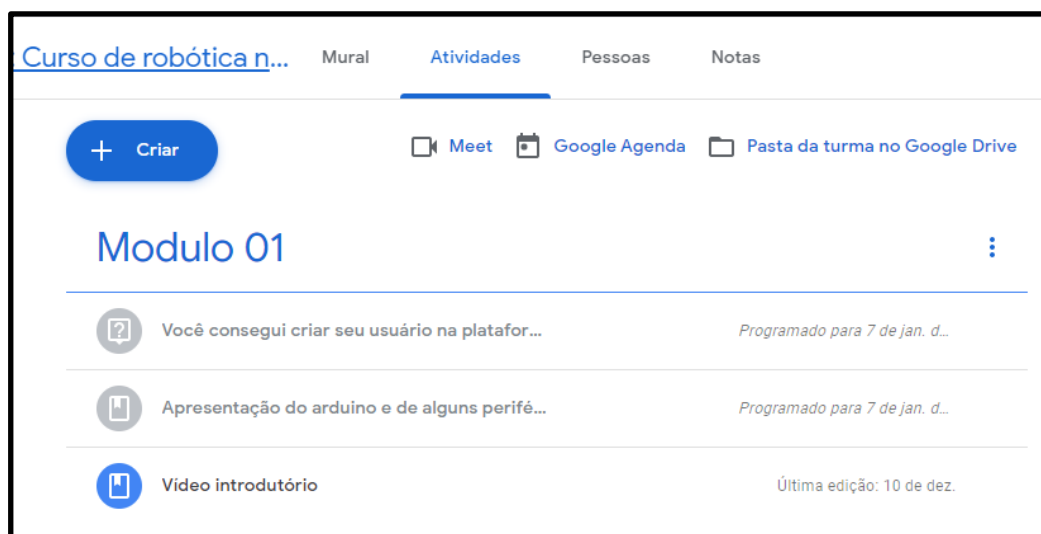 Curso de robótica n... Mural Atividades Pessoas Notas
+ Criar Meet Google Agenda Pasta da turma no Google Drive
Modulo 01
Você consegui criar seu usuário na platafor... Programado para 7 de jan. d...
Apresentação do arduino e de alguns perifé... Programado para 7 de jan. d...
Vídeo introdutório Última edição: 10 de dez.